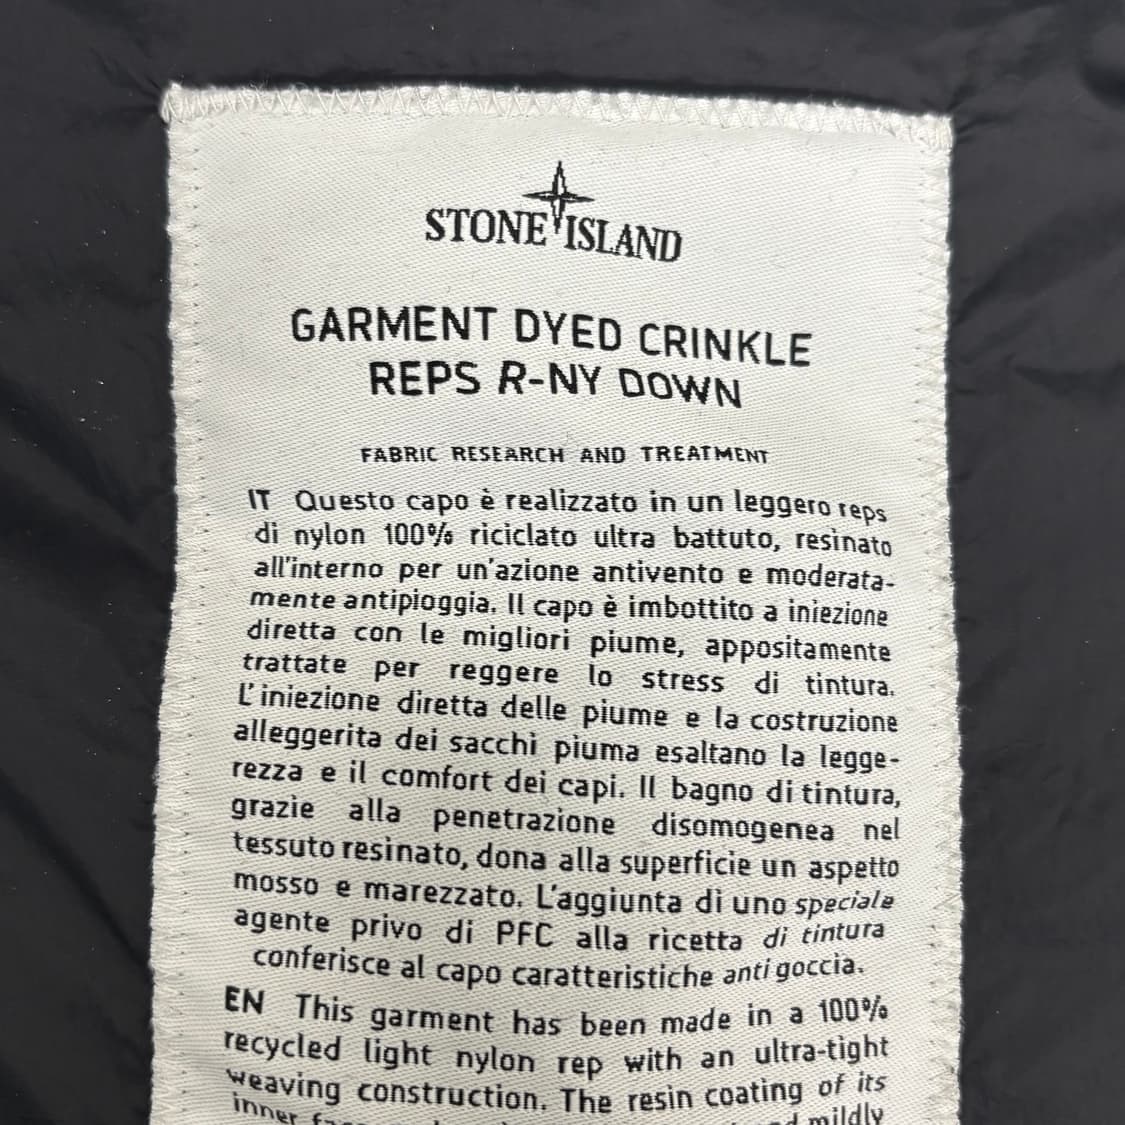 STONE ISLAND
GARMENT DYED CRINKLE
REPS R-NY DOWN
FABRIC RESEARCH AND TREATMENT
IT Questo capo è realizzato in un leggero reps
di nylon 100% riciclato ultra battuto, resinato
all'interno per un'azione antivento e moderata-
mente antipioggia. Il capo è imbottito a iniezione
diretta con le migliori piume, appositamente
trattate per reggere lo stress di tintura.
L'iniezione diretta delle piume e la costruzione
alleggerita dei sacchi piuma esaltano la legge-
rezza e il comfort dei capi. Il bagno di tintura,
grazie alla penetrazione disomogenea nel
tessuto resinato, dona alla superficie un aspetto
mosso e marezzato. L'aggiunta di uno speciale
agente privo di PFC alla ricetta di tintura
conferisce al capo caratteristiche anti goccia.
EN This garment has been made in a 100%
recycled light nylon rep with an ultra-tight
weaving construction. The resin coating of its
inner mildly